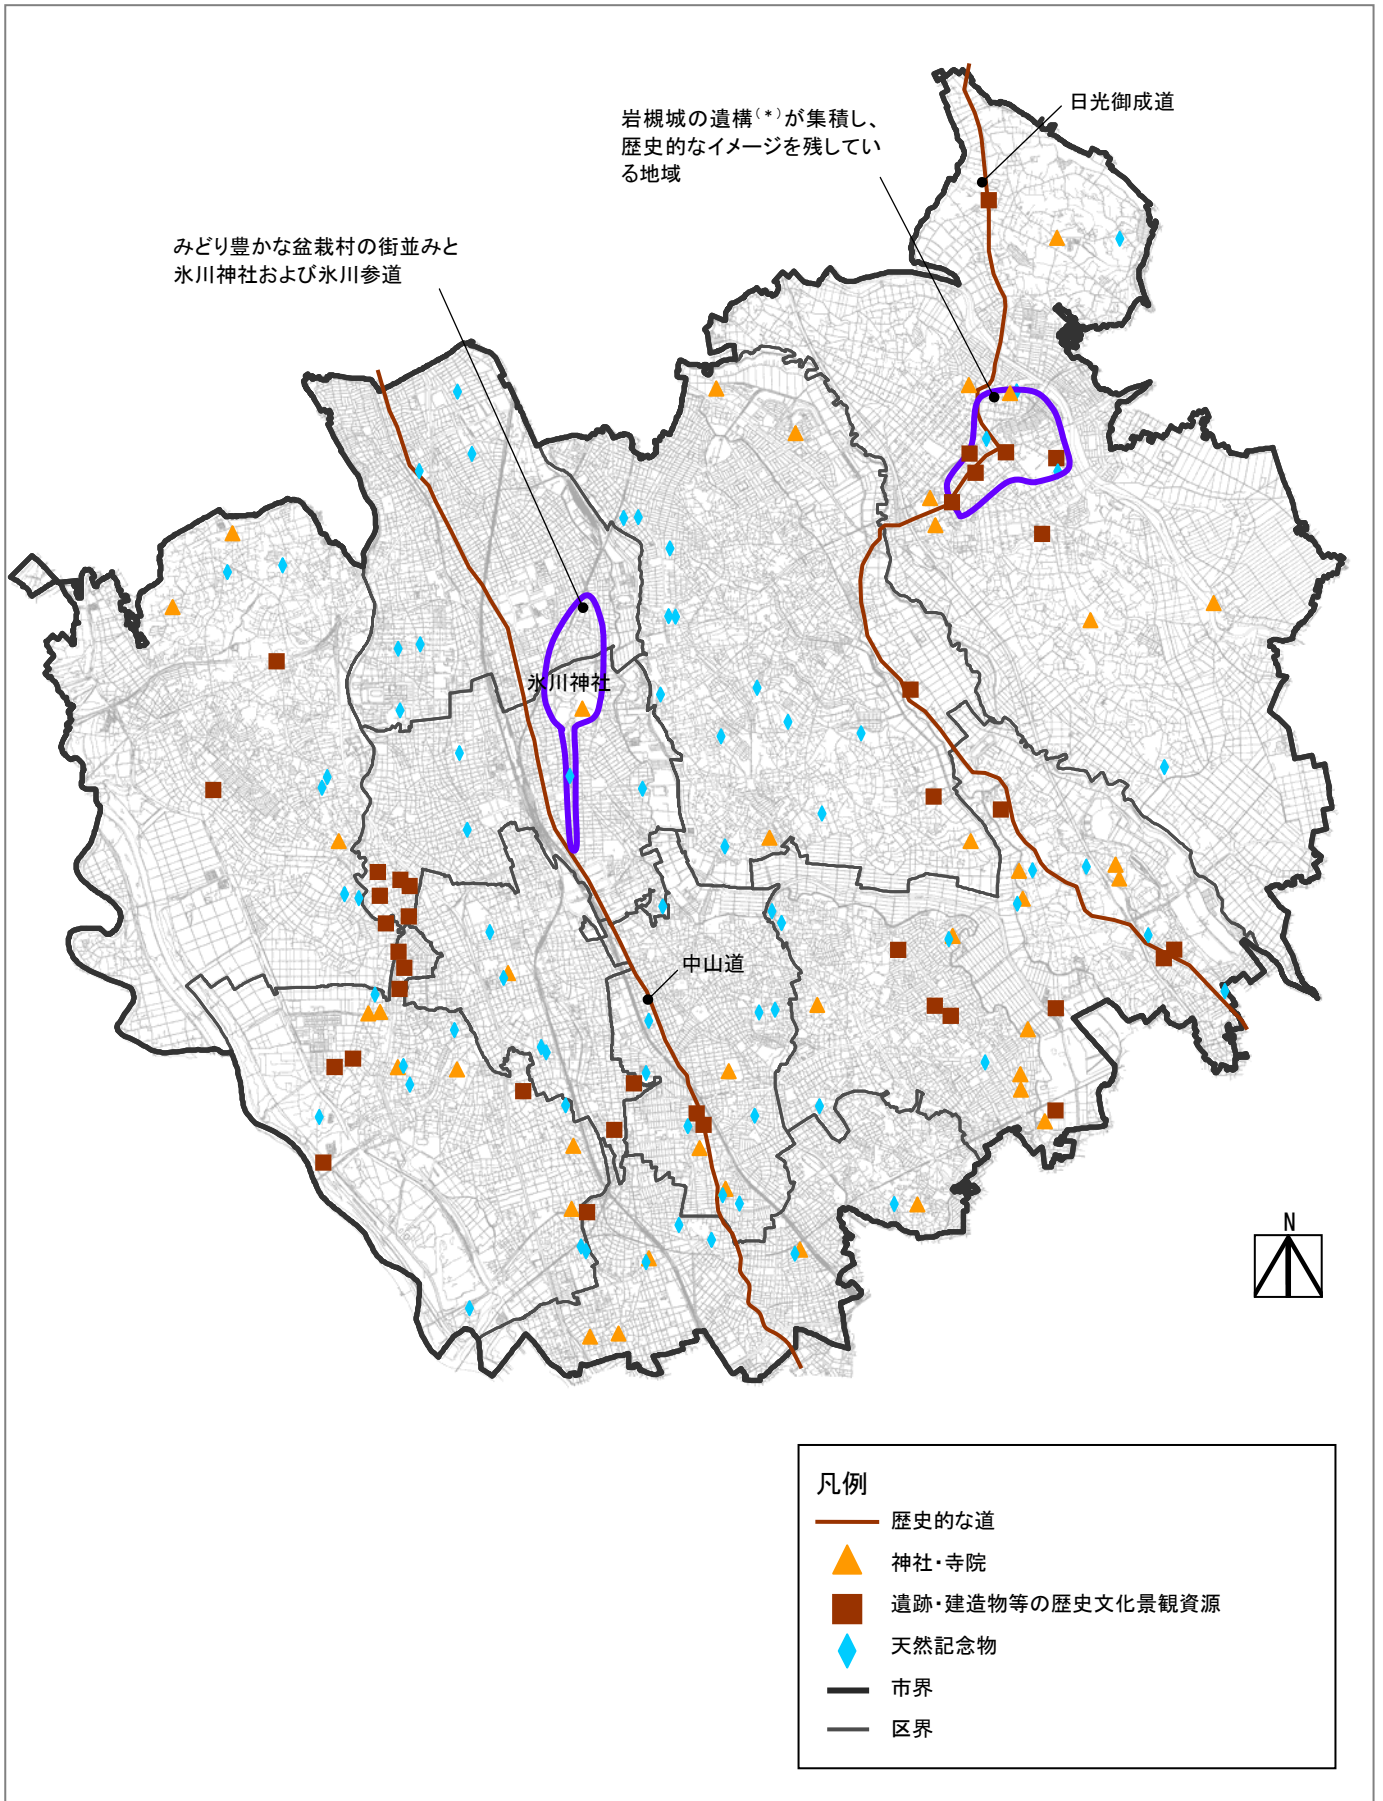 日光御成道
岩槻城の遺構(*)が集積し、
歴史的なイメージを残してい
る地域
みどり豊かな盆栽村の街並みと
氷川神社および氷川参道
氷川神社
中山道
N
凡例
歴史的な道
神社・寺院
遺跡・建造物等の歴史文化景観資源
天然記念物
市界
区界